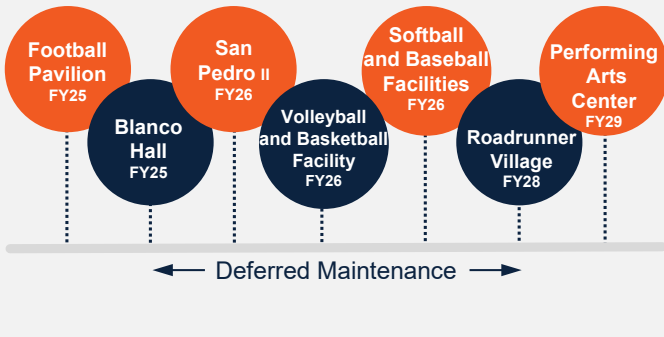 Football
Pavilion
FY25
Blanco
Hall
FY25
San
Pedro II
FY26
Volleyball
and Basketball
Facility
FY26
Softball
and Baseball
Facilities
FY26
Roadrunner
Village
FY28
Performing
Arts
Center
FY29
Deferred Maintenance